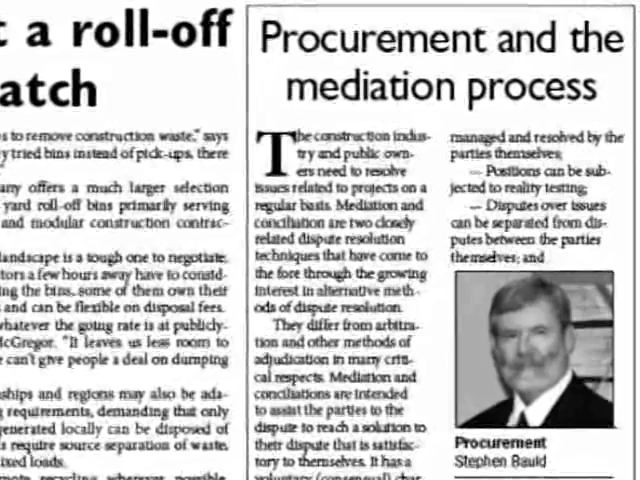 t a roll-off
atch
s to remove construction waste," says
y tried bins instead of pick-ups, there
any offers a much larger selection
yard roll-off bins primarily serving
and modular construction contrac-
landscape is a tough one to negotiate.
tors a few hours away have to consid-
ing the bins, some of them own their
and can be flexible on disposal fees.
whatever the going rate is at publicly-
McGregor. "It leaves us less room to
e can't give people a deal on dumping
ships and regions may also be ada-
g requirements, demanding that only
generated locally can be disposed of
s require source separation of waste,
ixed loads.
mote recycling wherever possible,
Procurement and the
mediation process
The construction indus-
try and public own-
ers need to resolve
issues related to projects on a
regular basis. Mediation and
conciliation are two closely
related dispute resolution
techniques that have come to
the fore through the growing
interest in alternative meth-
ods of dispute resolution.
They differ from arbitra-
tion and other methods of
adjudication in many criti-
cal respects. Mediation and
conciliations are intended
to assist the parties to the
dispute to reach a solution to
their dispute that is satisfac-
tory to themselves. It has a
voluntary (consensual) char-
managed and resolved by the
parties themselves;
— Positions can be sub-
jected to reality testing;
— Disputes over issues
can be separated from dis-
putes between the parties
themselves; and
Procurement
Stephen Bauld